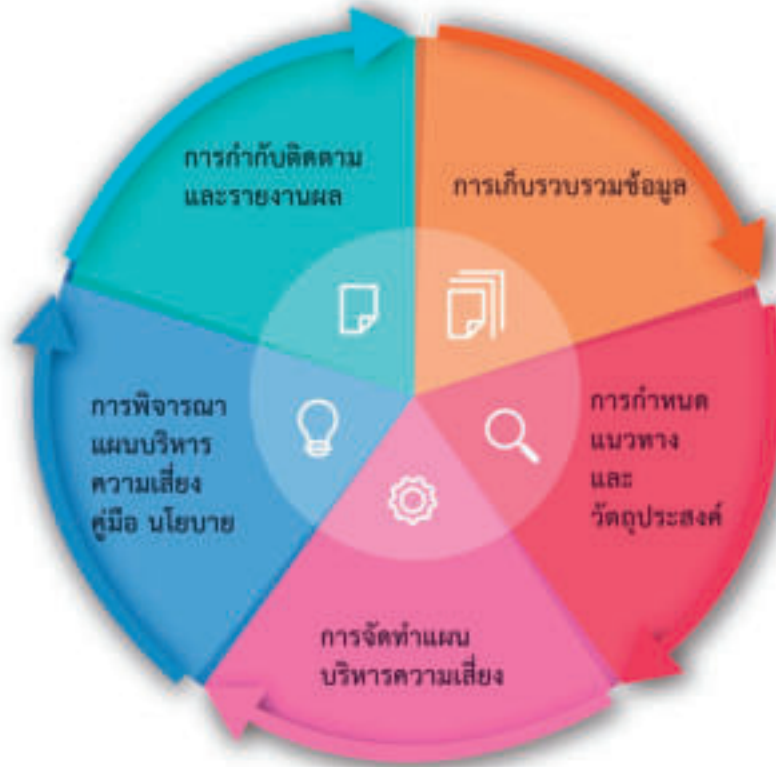 การเก็บรวบรวมข้อมูล
การกำหนด
แนวทาง
และ
วัตถุประสงค์
การจัดทำแผน
บริหารความเสี่ยง
การพิจารณา
แผนบริหาร
ความเสี่ยง
คู่มือ นโยบาย
การกำกับติดตาม
และรายงานผล